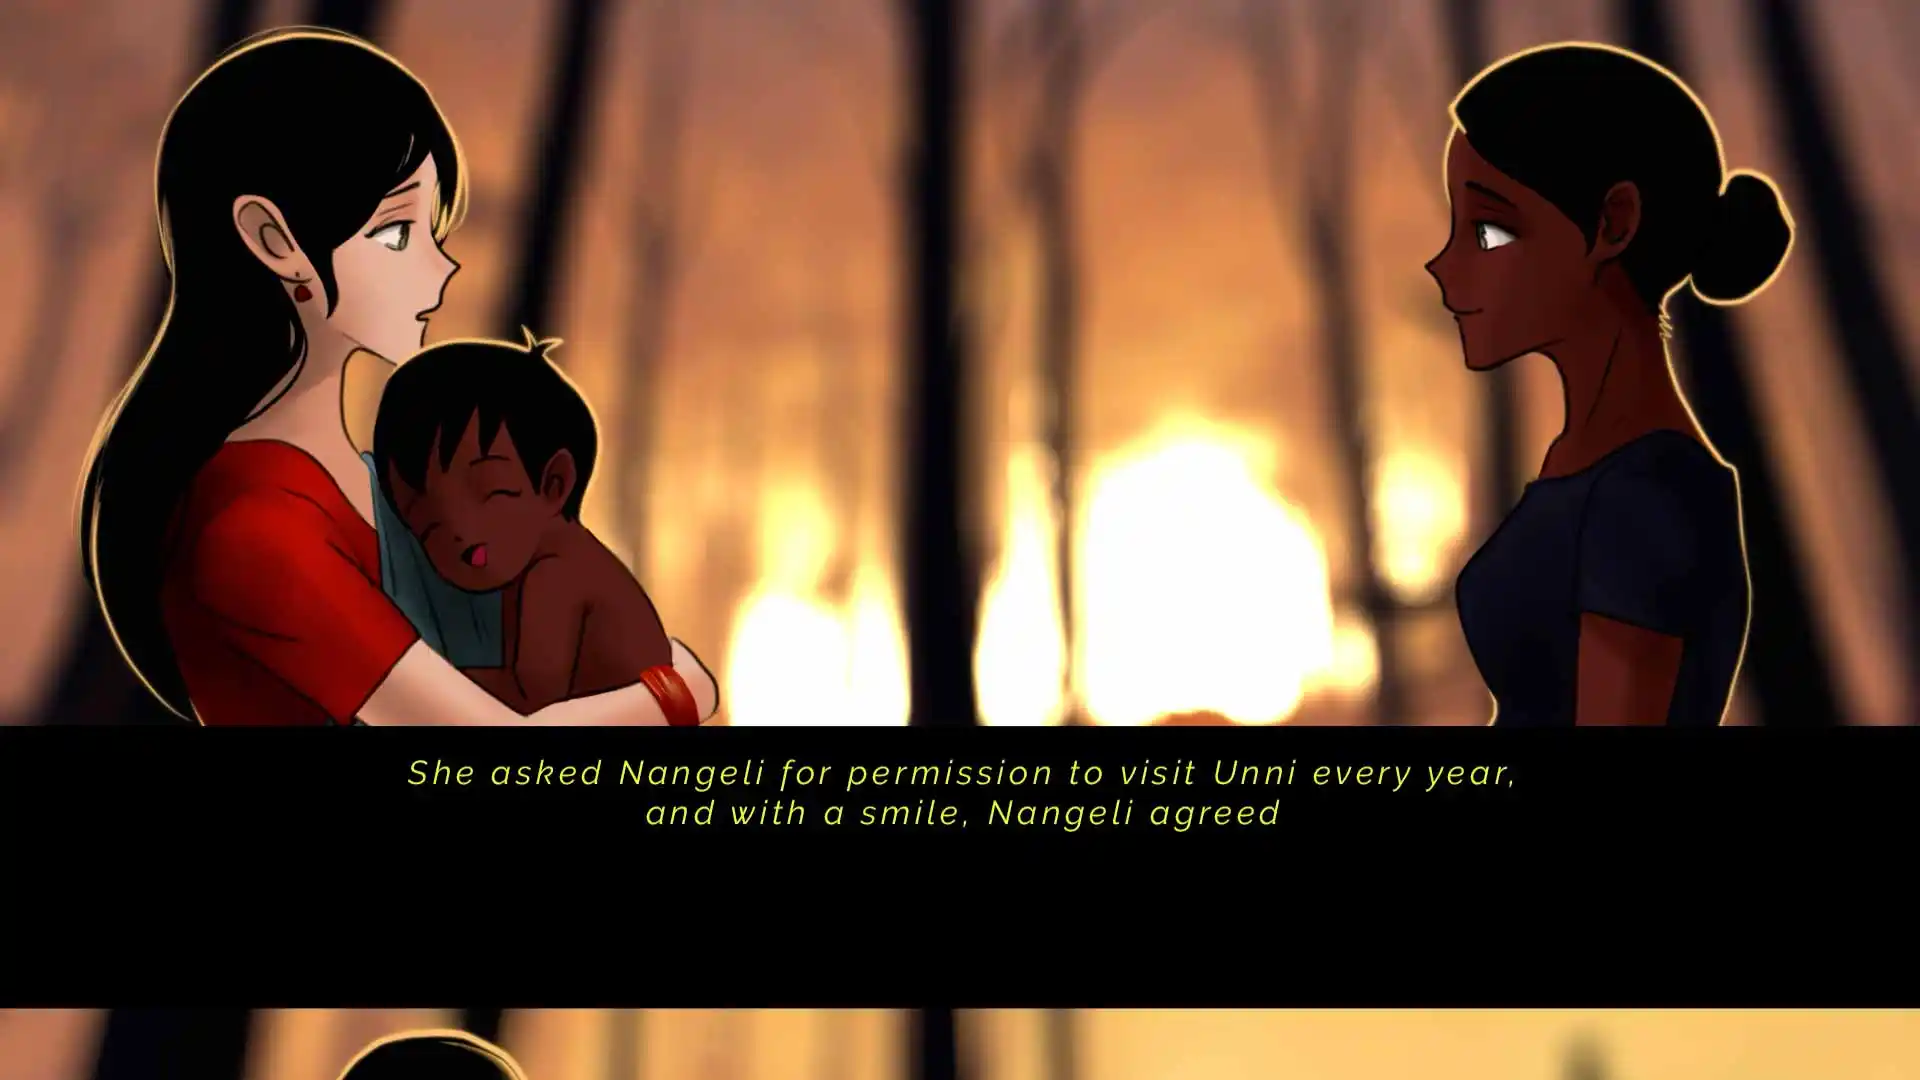 She asked Nangeli for permission to visit Unni every year,
and with a smile, Nangeli agreed